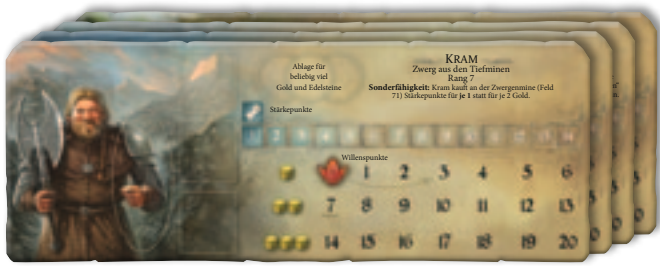 Ablage für
beliebig viel
Gold und Edelsteine
KRAM
Zwerg aus den Tiefminen
Rang 7
Sonderfähigkeit: Kram kauft an der Zwergenmine (Feld
71) Stärkepunkte für je 1 statt für je 2 Gold.
Stärkepunkte
Willenspunkte
1 2 3 4 5 6
7 8 9 10 11 12 13
14 15 16 17 18 19 20